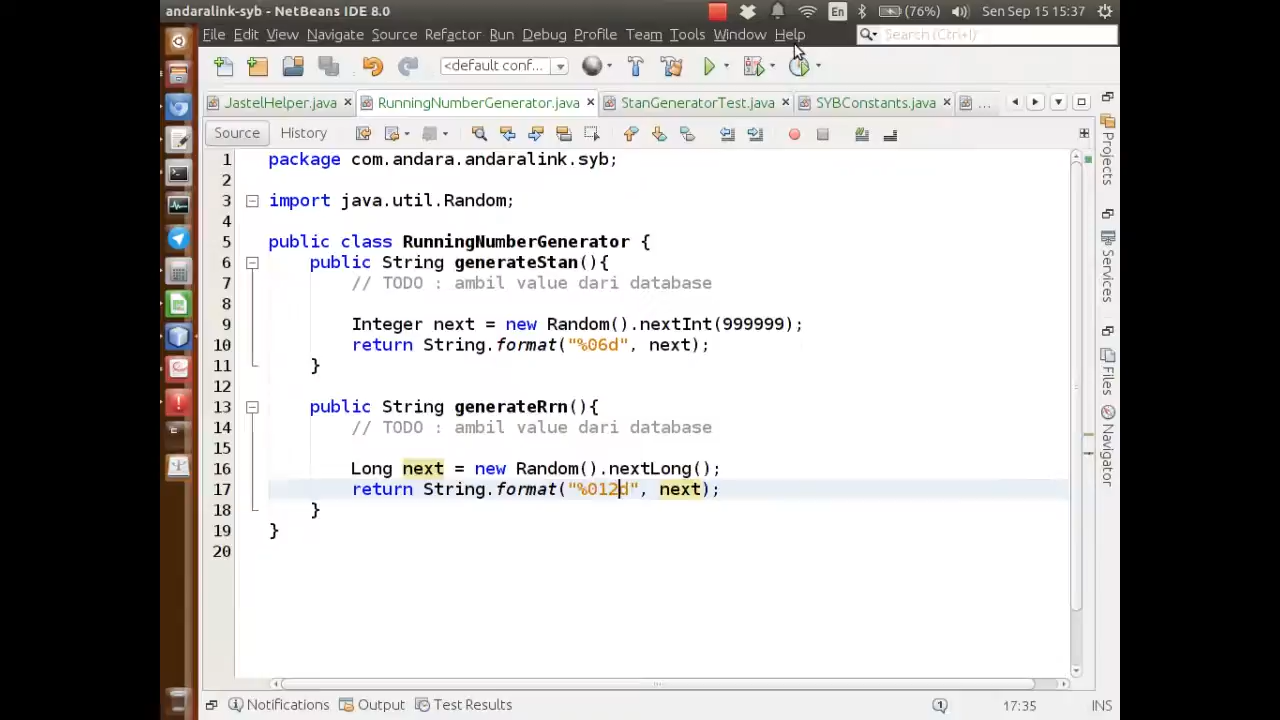 andaralink-syb - NetBeans IDE 8.0 En (76%) Sen Sep 15 15:37
File Edit View Navigate Source Refactor Run Debug Profile Team Tools Window Help Search (Ctrl+I)
<default conf...
JastelHelper.java RunningNumberGenerator.java StanGeneratorTest.java SYBConstants.java ...
Source History
1 package com.andara.andaralink.syb;
2
3 import java.util.Random;
4
5 public class RunningNumberGenerator {
6 public String generateStan(){
7 // TODO : ambil value dari database
8
9 Integer next = new Random().nextInt(999999);
10 return String.format("%06d", next);
11 }
12
13 public String generateRrn(){
14 // TODO : ambil value dari database
15
16 Long next = new Random().nextLong();
17 return String.format("%012d", next);
18 }
19 }
20
Projects
Services
Files
Navigator
Notifications Output Test Results 1 17:35 INS